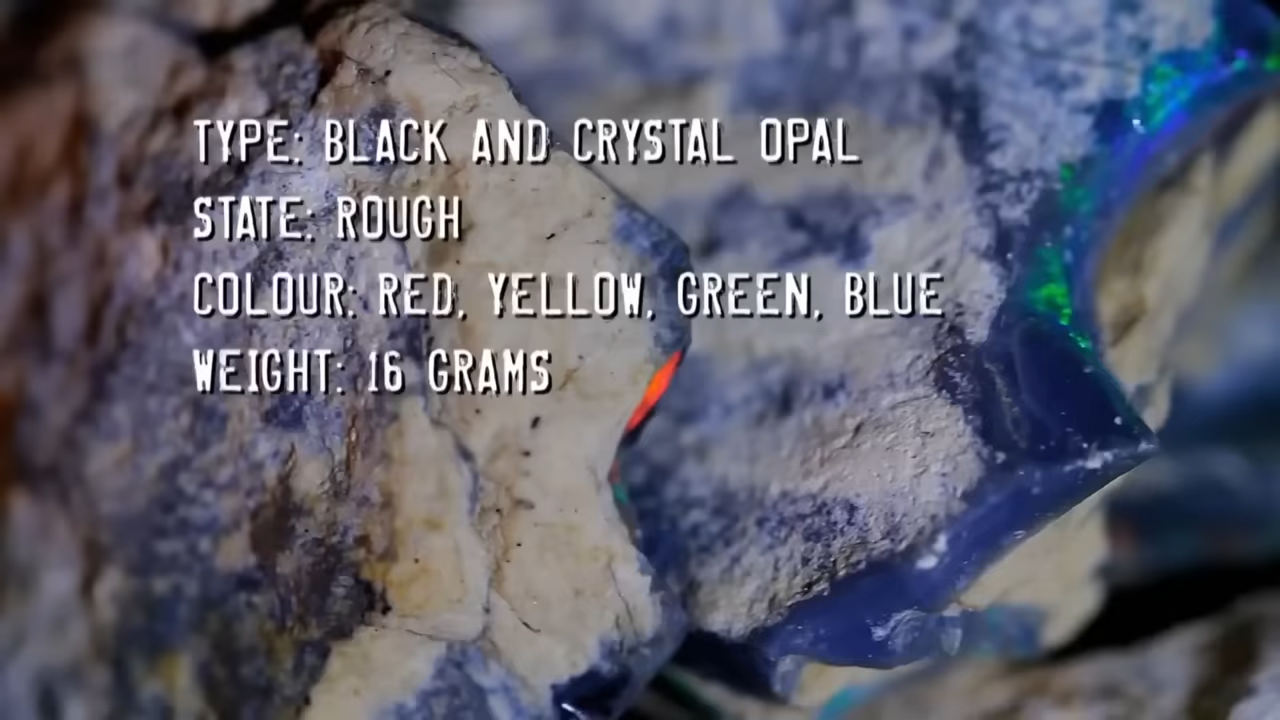 TYPE: BLACK AND CRYSTAL OPAL
STATE: ROUGH
COLOUR: RED, YELLOW, GREEN, BLUE
WEIGHT: 16 GRAMS